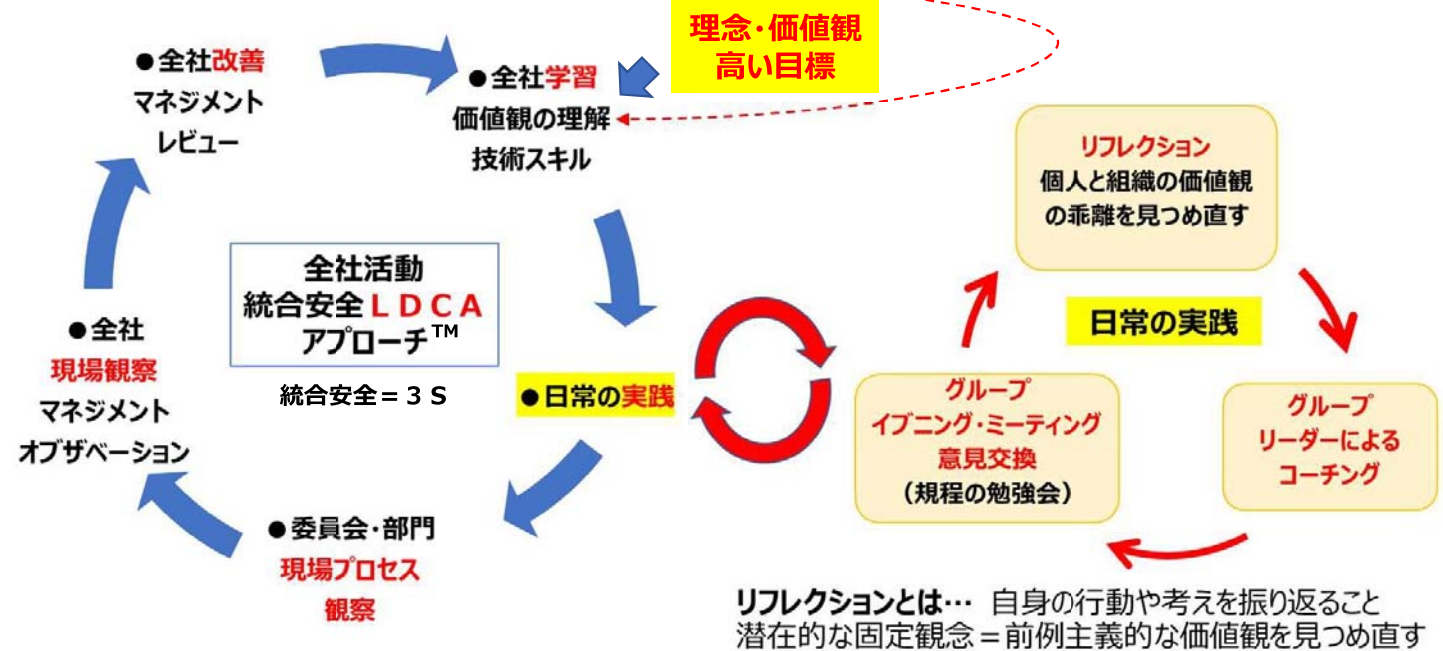 理念・価値観
高い目標
●全社改善
マネジメント
レビュー
●全社学習
価値観の理解
技術スキル
全社活動
統合安全ＬＤＣＡ
アプローチ™
統合安全＝３Ｓ
●全社
現場観察
マネジメント
オブザベーション
●日常の実践
●委員会・部門
現場プロセス
観察
リフレクション
個人と組織の価値観
の乖離を見つめ直す
日常の実践
グループ
イブニング・ミーティング
意見交換
（規程の勉強会）
グループ
リーダーによる
コーチング
リフレクションとは… 自身の行動や考えを振り返ること
潜在的な固定観念＝前例主義的な価値観を見つめ直す